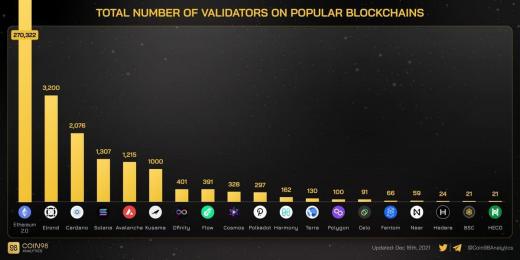 TOTAL NUMBER OF VALIDATORS ON POPULAR BLOCKCHAINS
270,322
3,200
2,076
1,307
1,215
1000
401
391
328
297
162
130
100
91
66
59
24
21
21
Ethereum 2.0
Elrond
Cardano
Solana
Avalanche
Kusama
Dfinity
Flow
Cosmos
Polkadot
Harmony
Terra
Polygon
Celo
Fantom
Near
Hedera
BSC
HECO
98 COIN98
ANALYTICS
Updated: Dec 16th, 2021
@Coin98Analytics